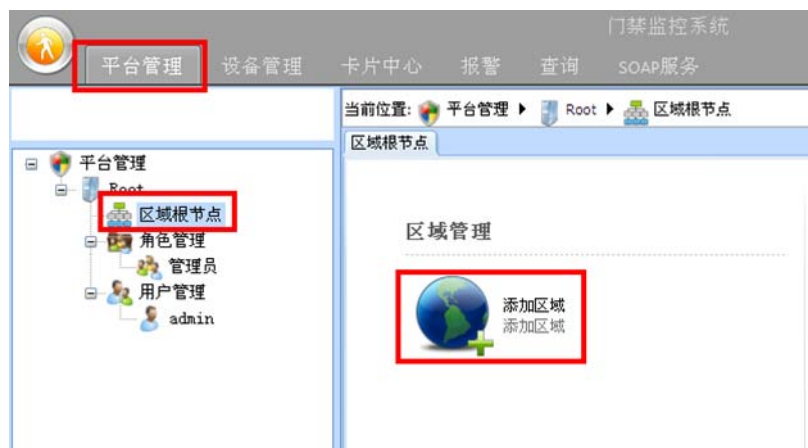 门禁监控系统
平台管理 设备管理 卡片中心 报警 查询 SOAP服务
当前位置: 平台管理 Root 区域根节点
区域根节点
平台管理
Root
区域根节点
角色管理
管理员
用户管理
admin
区域管理
添加区域
添加区域